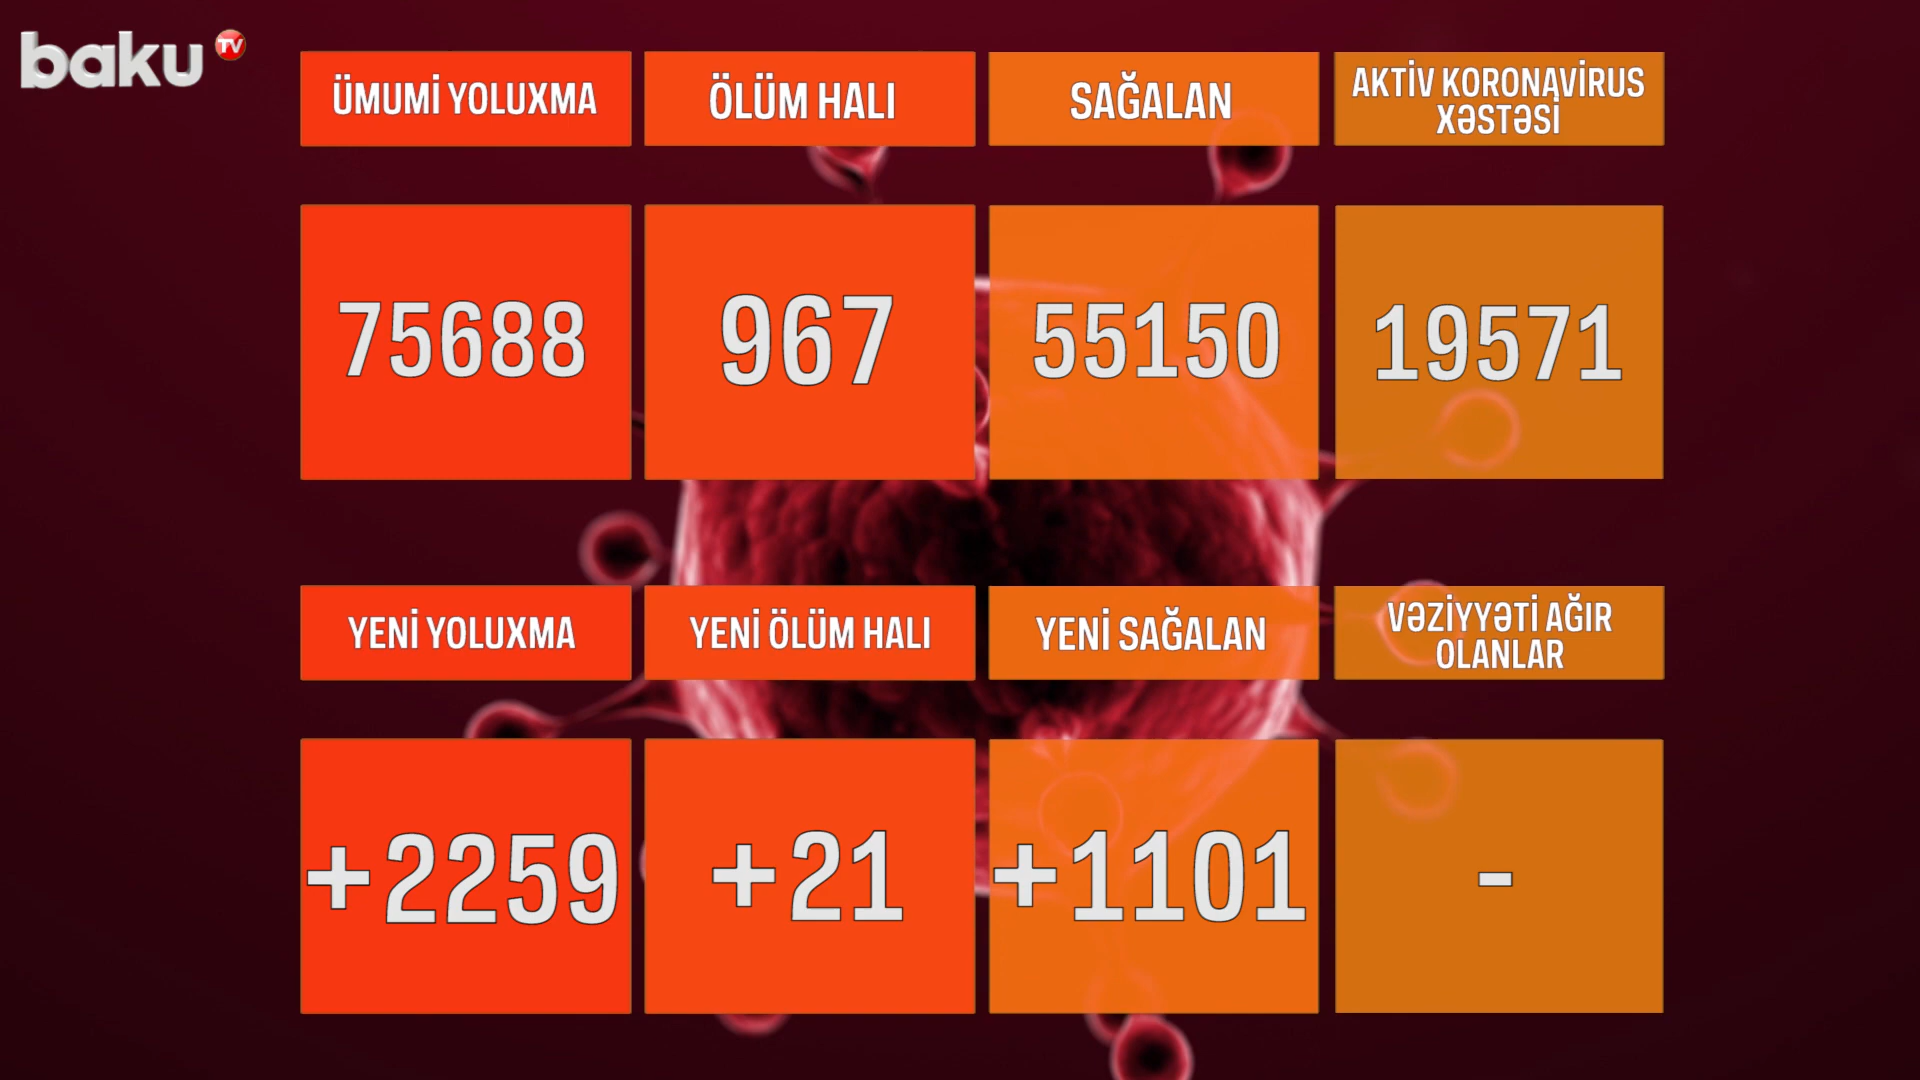 baku TV
ÜMUMİ YOLUXMA
ÖLÜM HALI
SAĞALAN
AKTİV KORONAVİRUS
XƏSTƏSİ
75688
967
55150
19571
YENİ YOLUXMA
YENİ ÖLÜM HALI
YENİ SAĞALAN
VƏZİYYƏTİ AĞIR
OLANLAR
+2259
+21
+1101
-